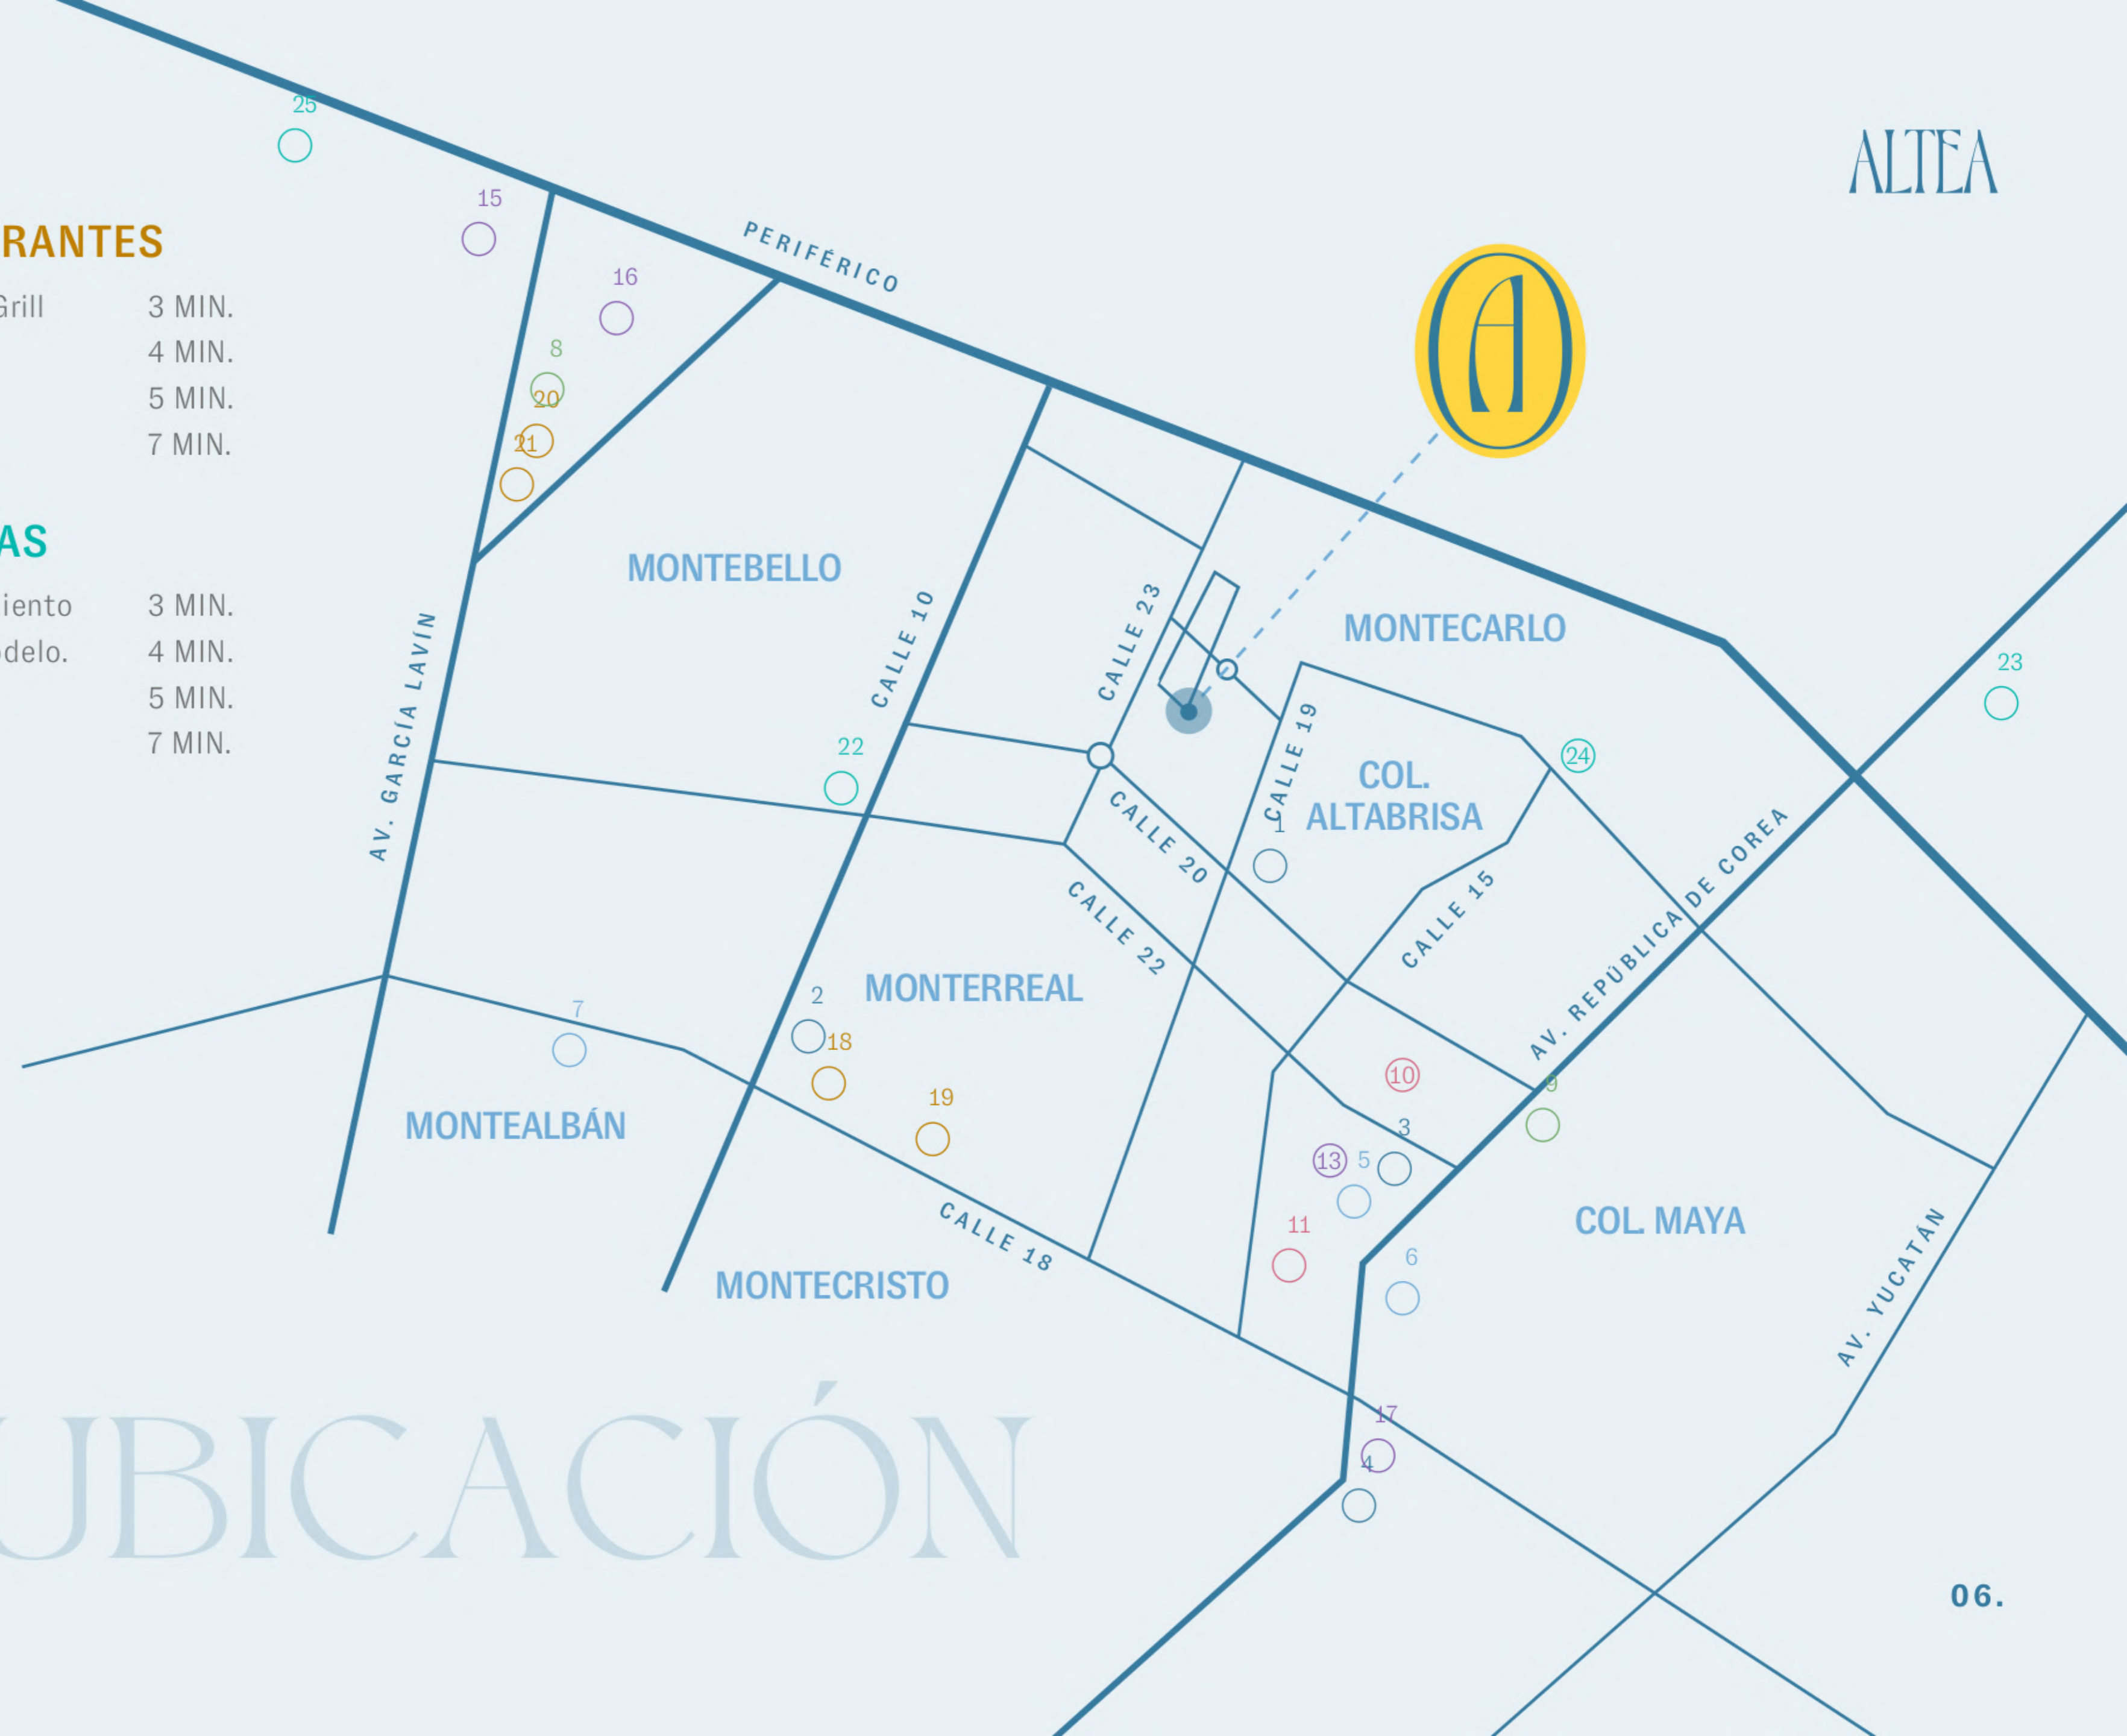 25
ALTEA
15
RANTES
PERIFÉRICO
16
Grill 3 MIN.
4 MIN.
8
5 MIN.
20
21
7 MIN.
AS
MONTEBELLO
iento 3 MIN.
CALLE 10
CALLE 23
MONTECARLO
odelo. 4 MIN.
23
5 MIN.
AV. GARCÍA LAVÍN
7 MIN.
22
CALLE 19
24
COL.
ALTABRISA
1
CALLE 20
CALLE 15
AV. REPÚBLICA DE COREA
CALLE 22
MONTERREAL
2
7
18
10
9
19
MONTEALBÁN
3
13
5
COL. MAYA
11
CALLE 18
6
MONTECRISTO
AV. YUCATÁN
UBICACIÓN
17
4
06.